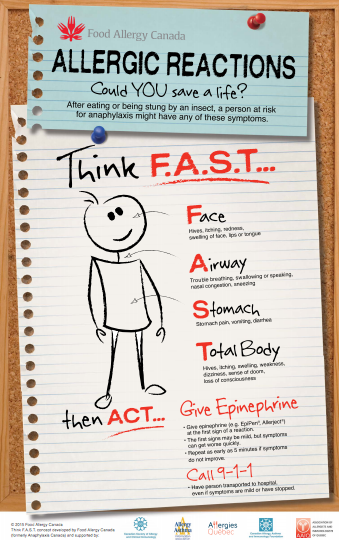 Food Allergy Canada
ALLERGIC REACTIONS
Could YOU save a life?
After eating or being stung by an insect, a person at risk
for anaphylaxis might have any of these symptoms.
Think F.A.S.T...
Face
Hives, itching, redness,
swelling of face, lips or tongue
Airway
Trouble breathing, swallowing or speaking,
nasal congestion, sneezing
Stomach
Stomach pain, vomiting, diarrhea
Total Body
Hives, itching, swelling, weakness,
dizziness, sense of doom,
loss of consciousness
then ACT...
Give Epinephrine
• Give epinephrine (e.g. EpiPen®, Allerject®)
at the first sign of a reaction.
• The first signs may be mild, but symptoms
can get worse quickly.
• Repeat as early as 5 minutes if symptoms
do not improve.
Call 9-1-1
• Have person transported to hospital,
even if symptoms are mild or have stopped.
© 2015 Food Allergy Canada
Think F.A.S.T. concept developed by Food Allergy Canada
(formerly Anaphylaxis Canada) and supported by:
Allergy
Asthma
Allergies
Québec